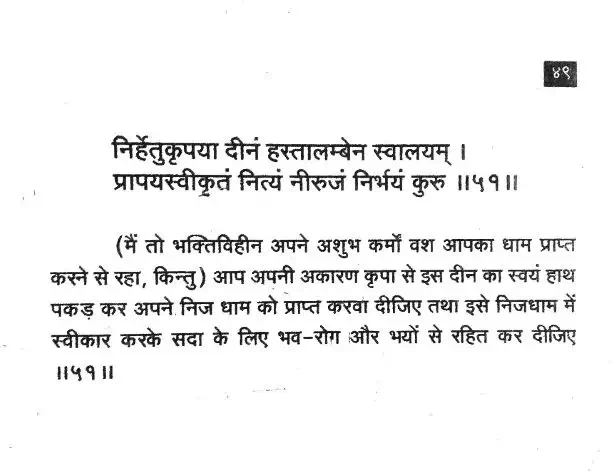 ४९
निर्हेतुकृपया दीनं हस्तालम्बेन स्वालयम् ।
प्रापयस्वीकृतं नित्यं नीरुजं निर्भयं कुरु ॥५१॥
(मैं तो भक्तिविहीन अपने अशुभ कर्मों वश आपका धाम प्राप्त
करने से रहा, किन्तु) आप अपनी अकारण कृपा से इस दीन का स्वयं हाथ
पकड़ कर अपने निज धाम को प्राप्त करवा दीजिए तथा इसे निजधाम में
स्वीकार करके सदा के लिए भव-रोग और भयों से रहित कर दीजिए
॥५१॥